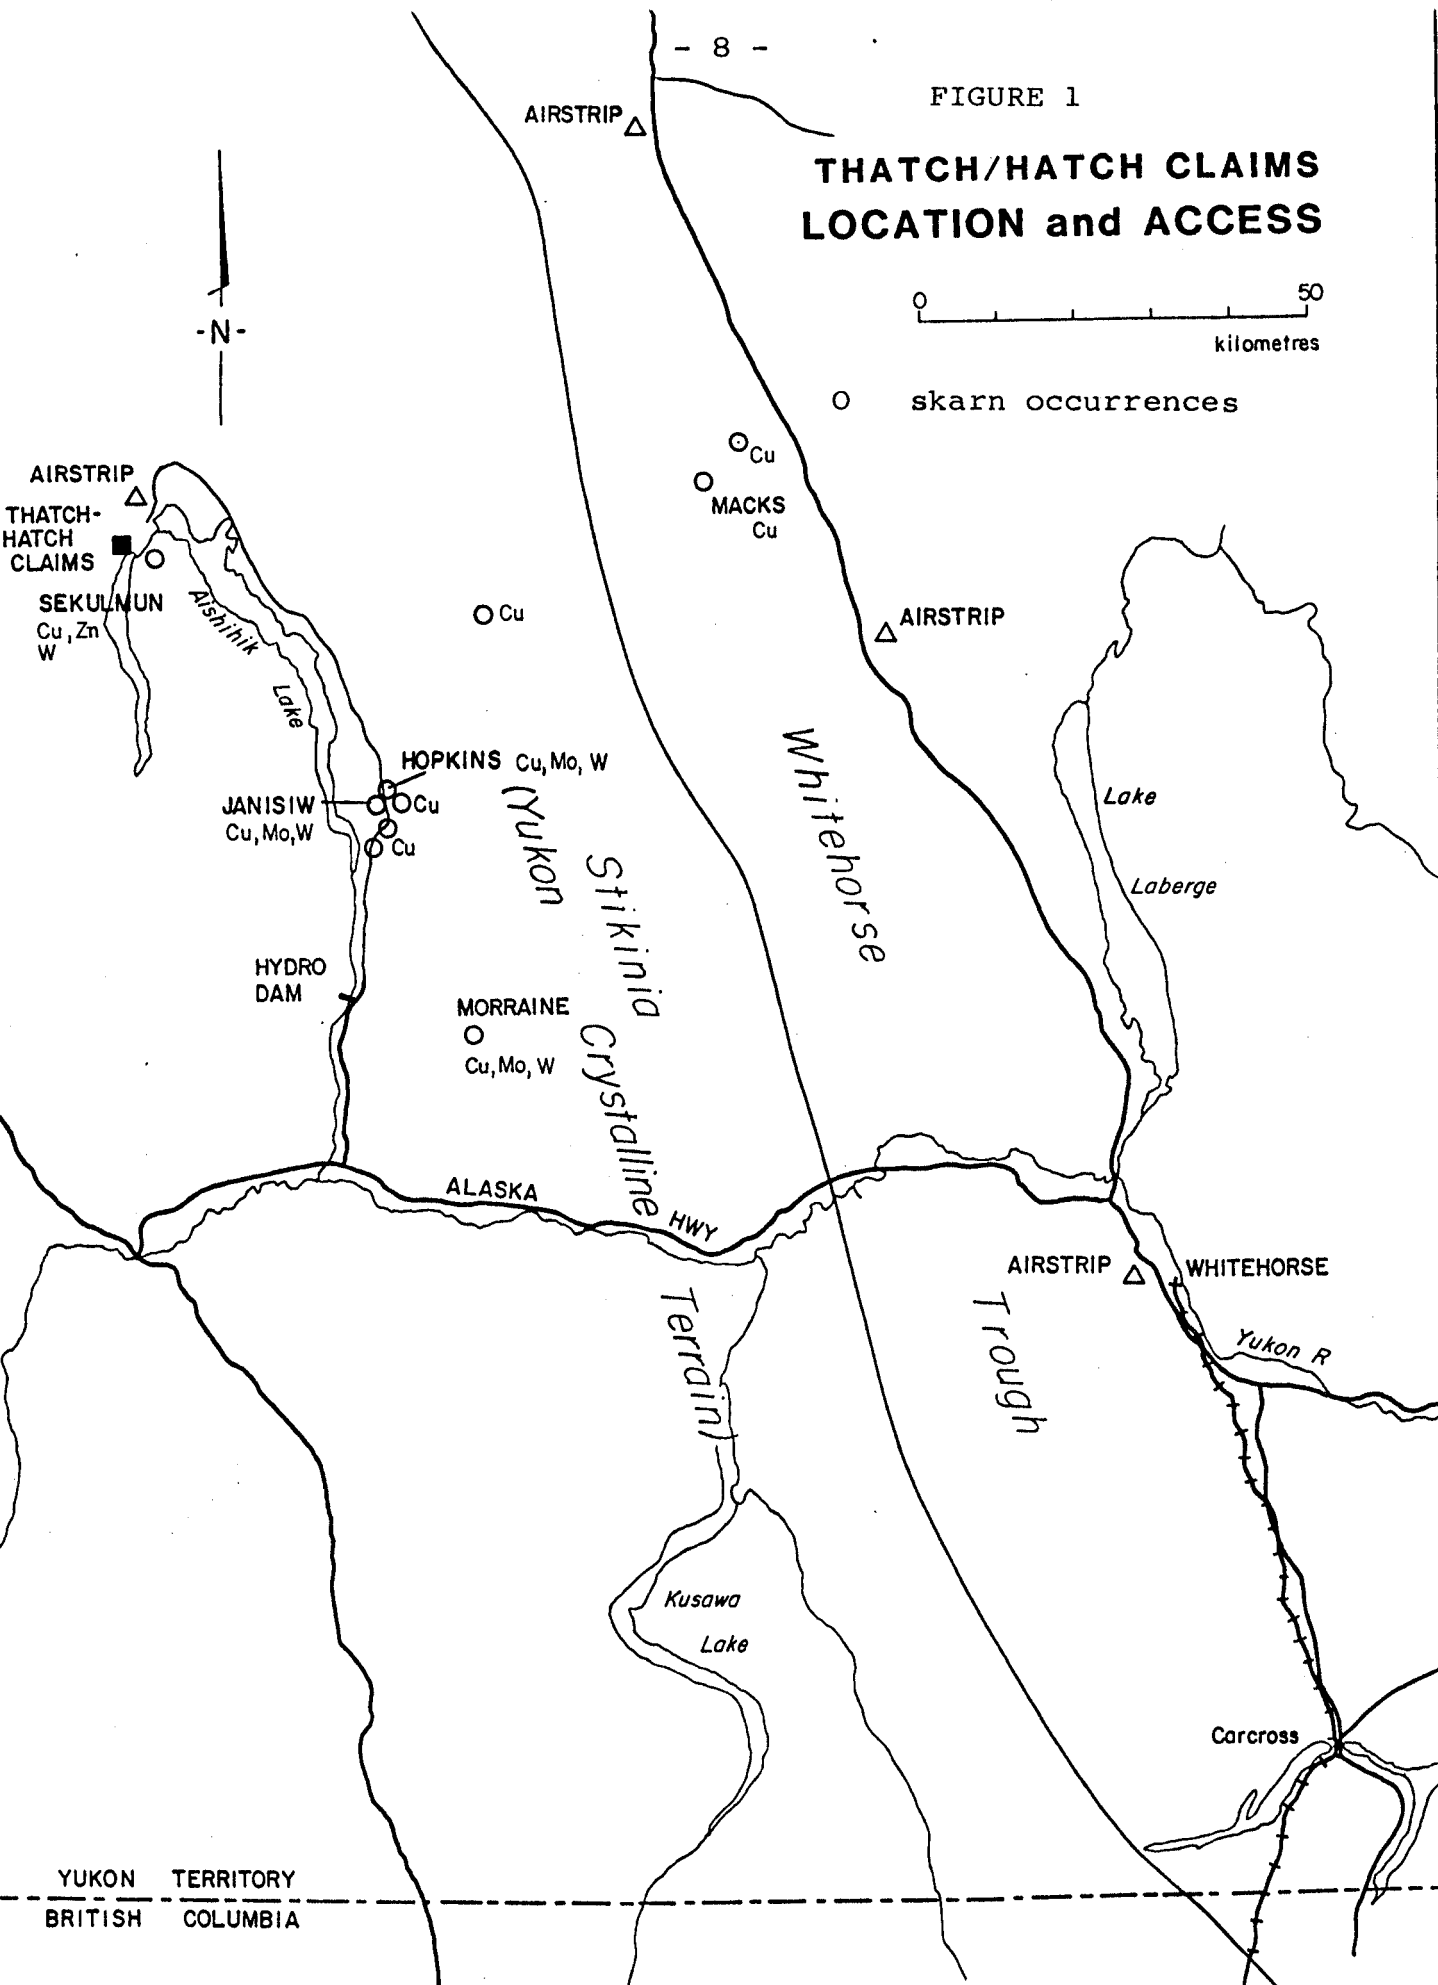 - 8 -
FIGURE 1
THATCH/HATCH CLAIMS
LOCATION and ACCESS
0 50
kilometres
O skarn occurrences
AIRSTRIP
-N-
AIRSTRIP
THATCH-
HATCH
CLAIMS
SEKULMUN
Cu, Zn
W
Aishihik
Lake
Cu
MACKS
Cu
Cu
AIRSTRIP
HOPKINS Cu, Mo, W
JANISIW
Cu, Mo, W
Cu
Cu
Whitehorse
Trough
Stikinia
(Yukon
Crystalline
Terrain)
Lake
Laberge
HYDRO
DAM
MORRAINE
Cu, Mo, W
ALASKA
HWY
AIRSTRIP
WHITEHORSE
Yukon R
Kusawa
Lake
Carcross
YUKON TERRITORY
BRITISH COLUMBIA